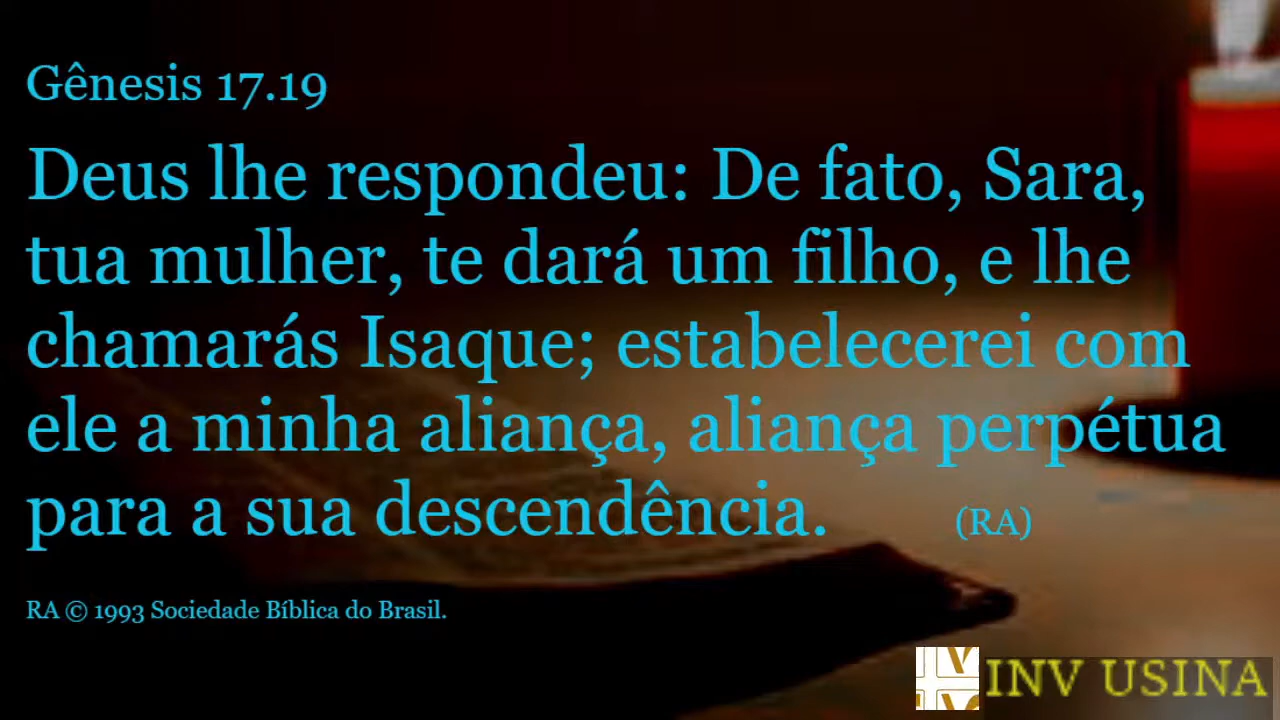 Gênesis 17.19
Deus lhe respondeu: De fato, Sara,
tua mulher, te dará um filho, e lhe
chamarás Isaque; estabelecerei com
ele a minha aliança, aliança perpétua
para a sua descendência. (RA)
RA © 1993 Sociedade Bíblica do Brasil.
INV USINA